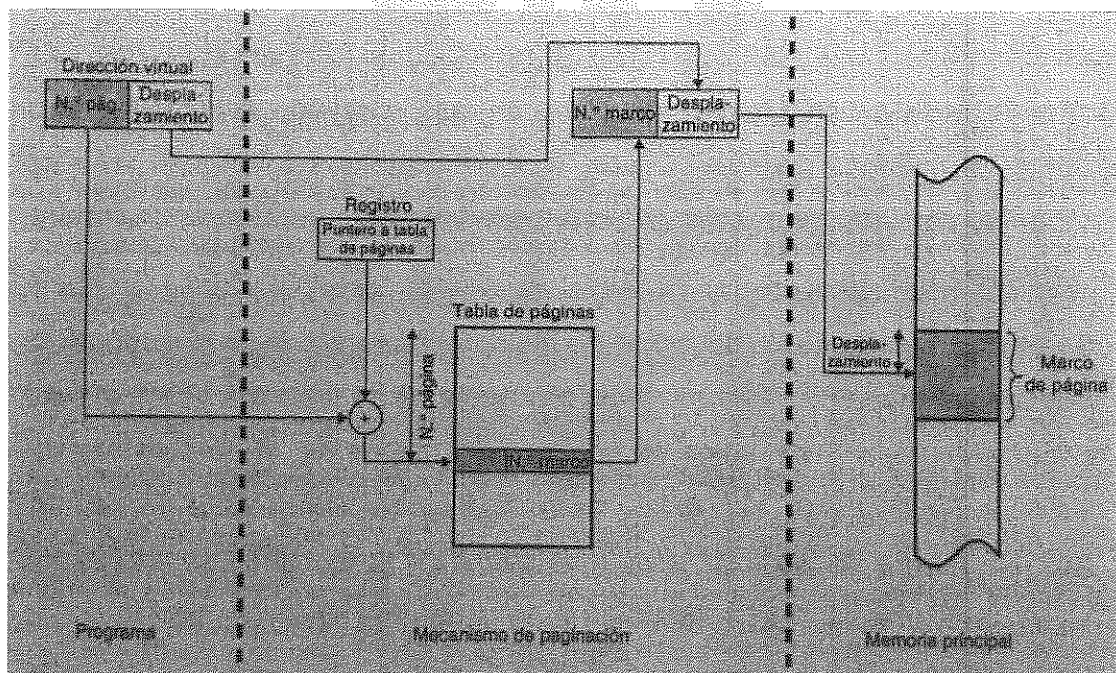 Dirección virtual
N.º pág.
Despla-
zamiento
N.º marco
Despla-
zamiento
Registro
Puntero a tabla
de páginas
Tabla de páginas
N.º página
+
N.º marco
Despla-
zamiento
Marco
de página
Programa
Mecanismo de paginación
Memoria principal